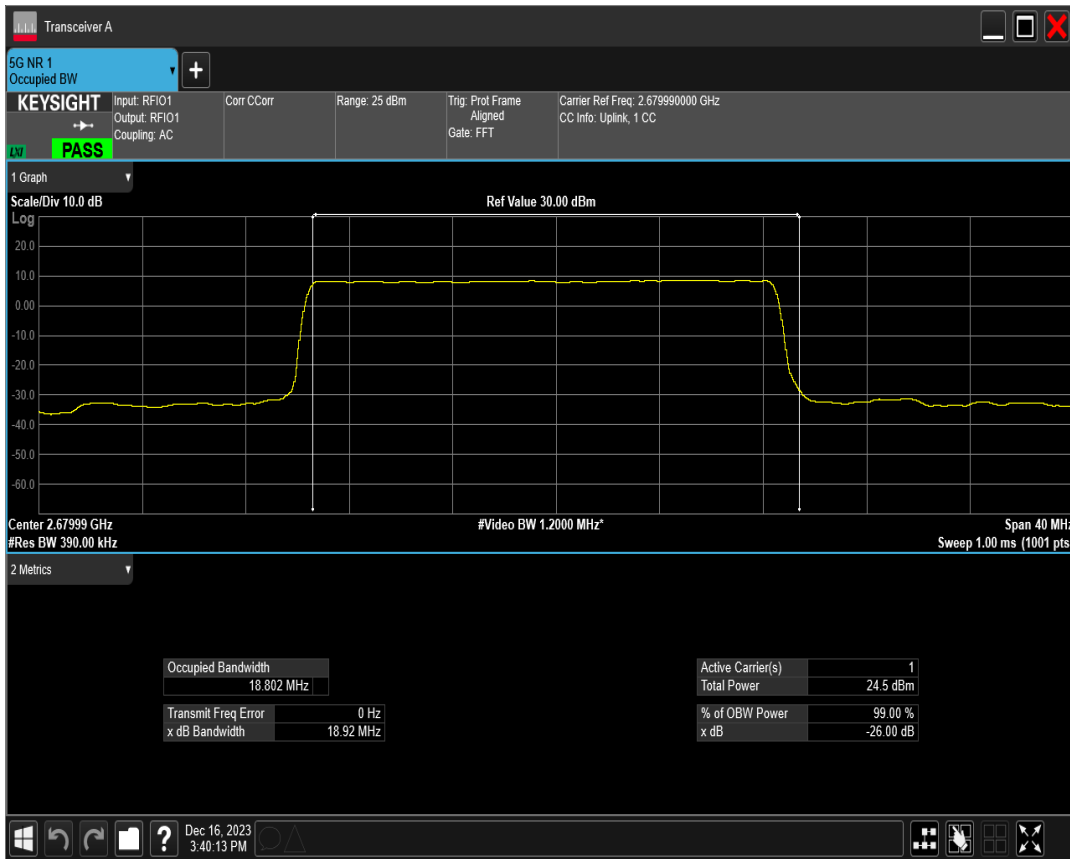 Transceiver A
5G NR 1
Occupied BW
KEYSIGHT
LXI
PASS
Input: RFIO1
Output: RFIO1
Coupling: AC
Corr CCorr
Range: 25 dBm
Trig: Prot Frame
Aligned
Gate: FFT
Carrier Ref Freq: 2.679990000 GHz
CC Info: Uplink, 1 CC
1 Graph
Scale/Div 10.0 dB
Ref Value 30.00 dBm
Log
20.0
10.0
0.00
-10.0
-20.0
-30.0
-40.0
-50.0
-60.0
Center 2.67999 GHz
#Video BW 1.2000 MHz*
Span 40 MHz
#Res BW 390.00 kHz
Sweep 1.00 ms (1001 pts
2 Metrics
Occupied Bandwidth
18.802 MHz
Transmit Freq Error 0 Hz
x dB Bandwidth 18.92 MHz
Active Carrier(s) 1
Total Power 24.5 dBm
% of OBW Power 99.00 %
x dB -26.00 dB
?
Dec 16, 2023
3:40:13 PM